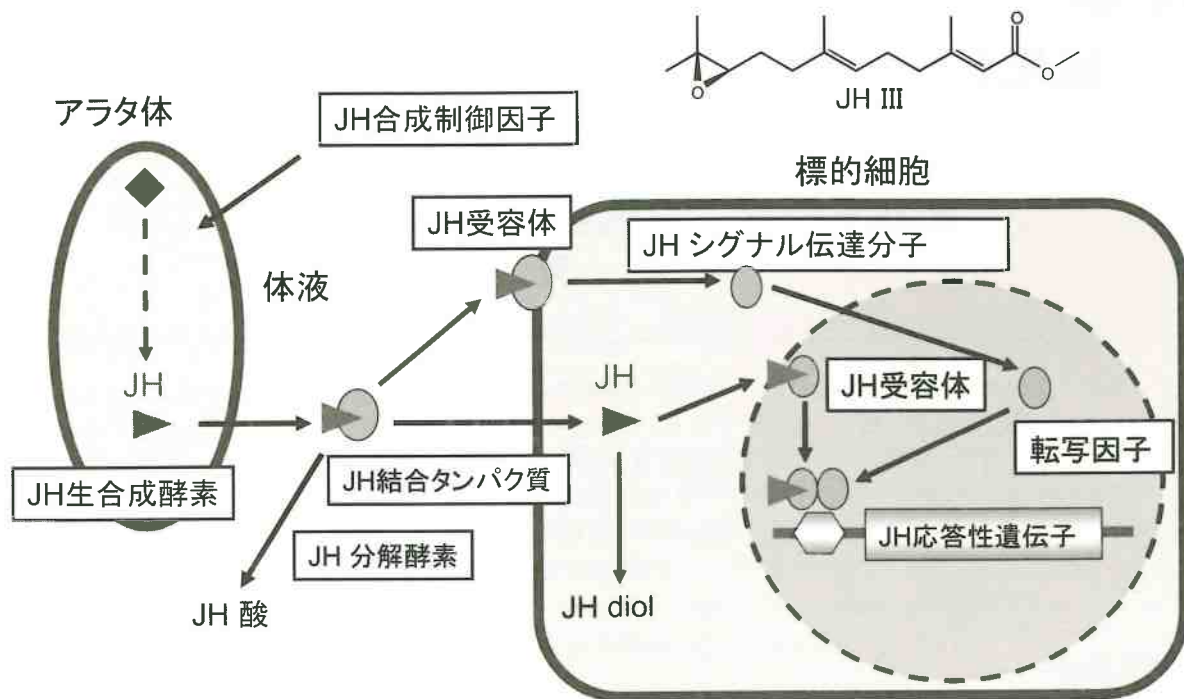 JH III
アラタ体
JH合成制御因子
標的細胞
JH受容体
JH シグナル伝達分子
体液
JH
JH
JH受容体
転写因子
JH生合成酵素
JH結合タンパク質
JH応答性遺伝子
JH 分解酵素
JH 酸
JH diol
O
O
O